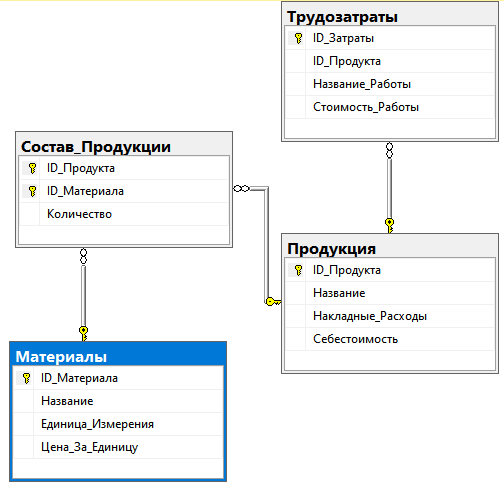 Трудозатраты
ID_Затраты
ID_Продукта
Название_Работы
Стоимость_Работы
Состав_Продукции
ID_Продукта
ID_Материала
Количество
Продукция
ID_Продукта
Название
Накладные_Расходы
Себестоимость
Материалы
ID_Материала
Название
Единица_Измерения
Цена_За_Единицу